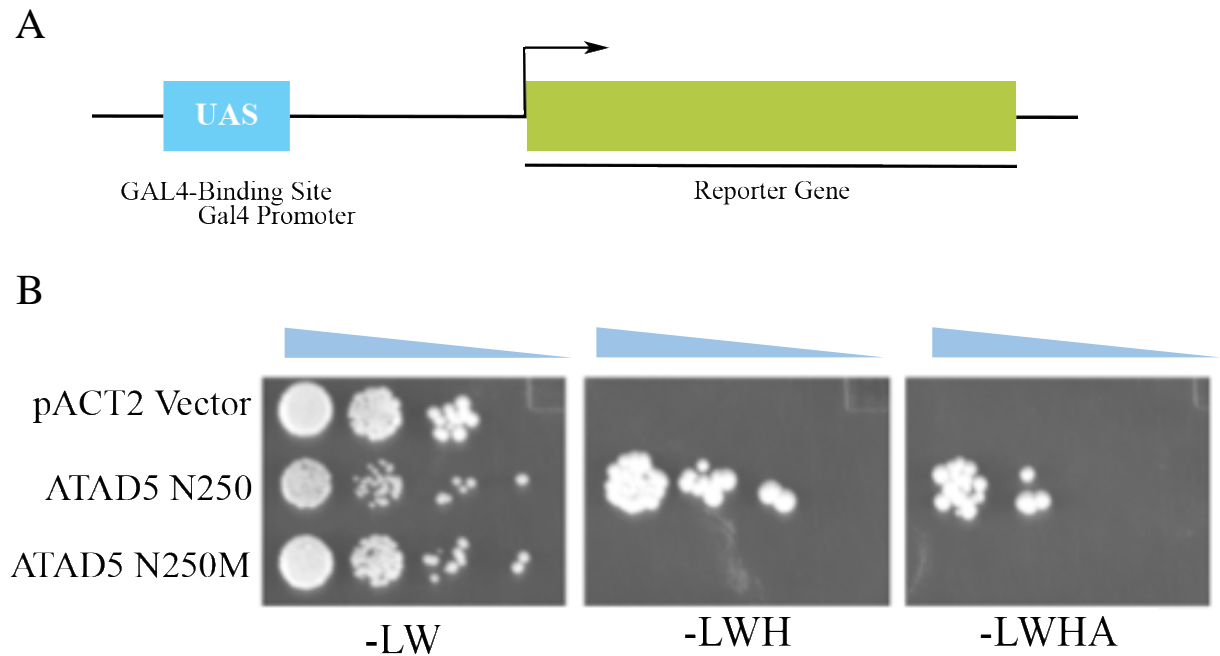 A
UAS
GAL4-Binding Site
Gal4 Promoter
Reporter Gene
B
pACT2 Vector
ATAD5 N250
ATAD5 N250M
-LW
-LWH
-LWHA